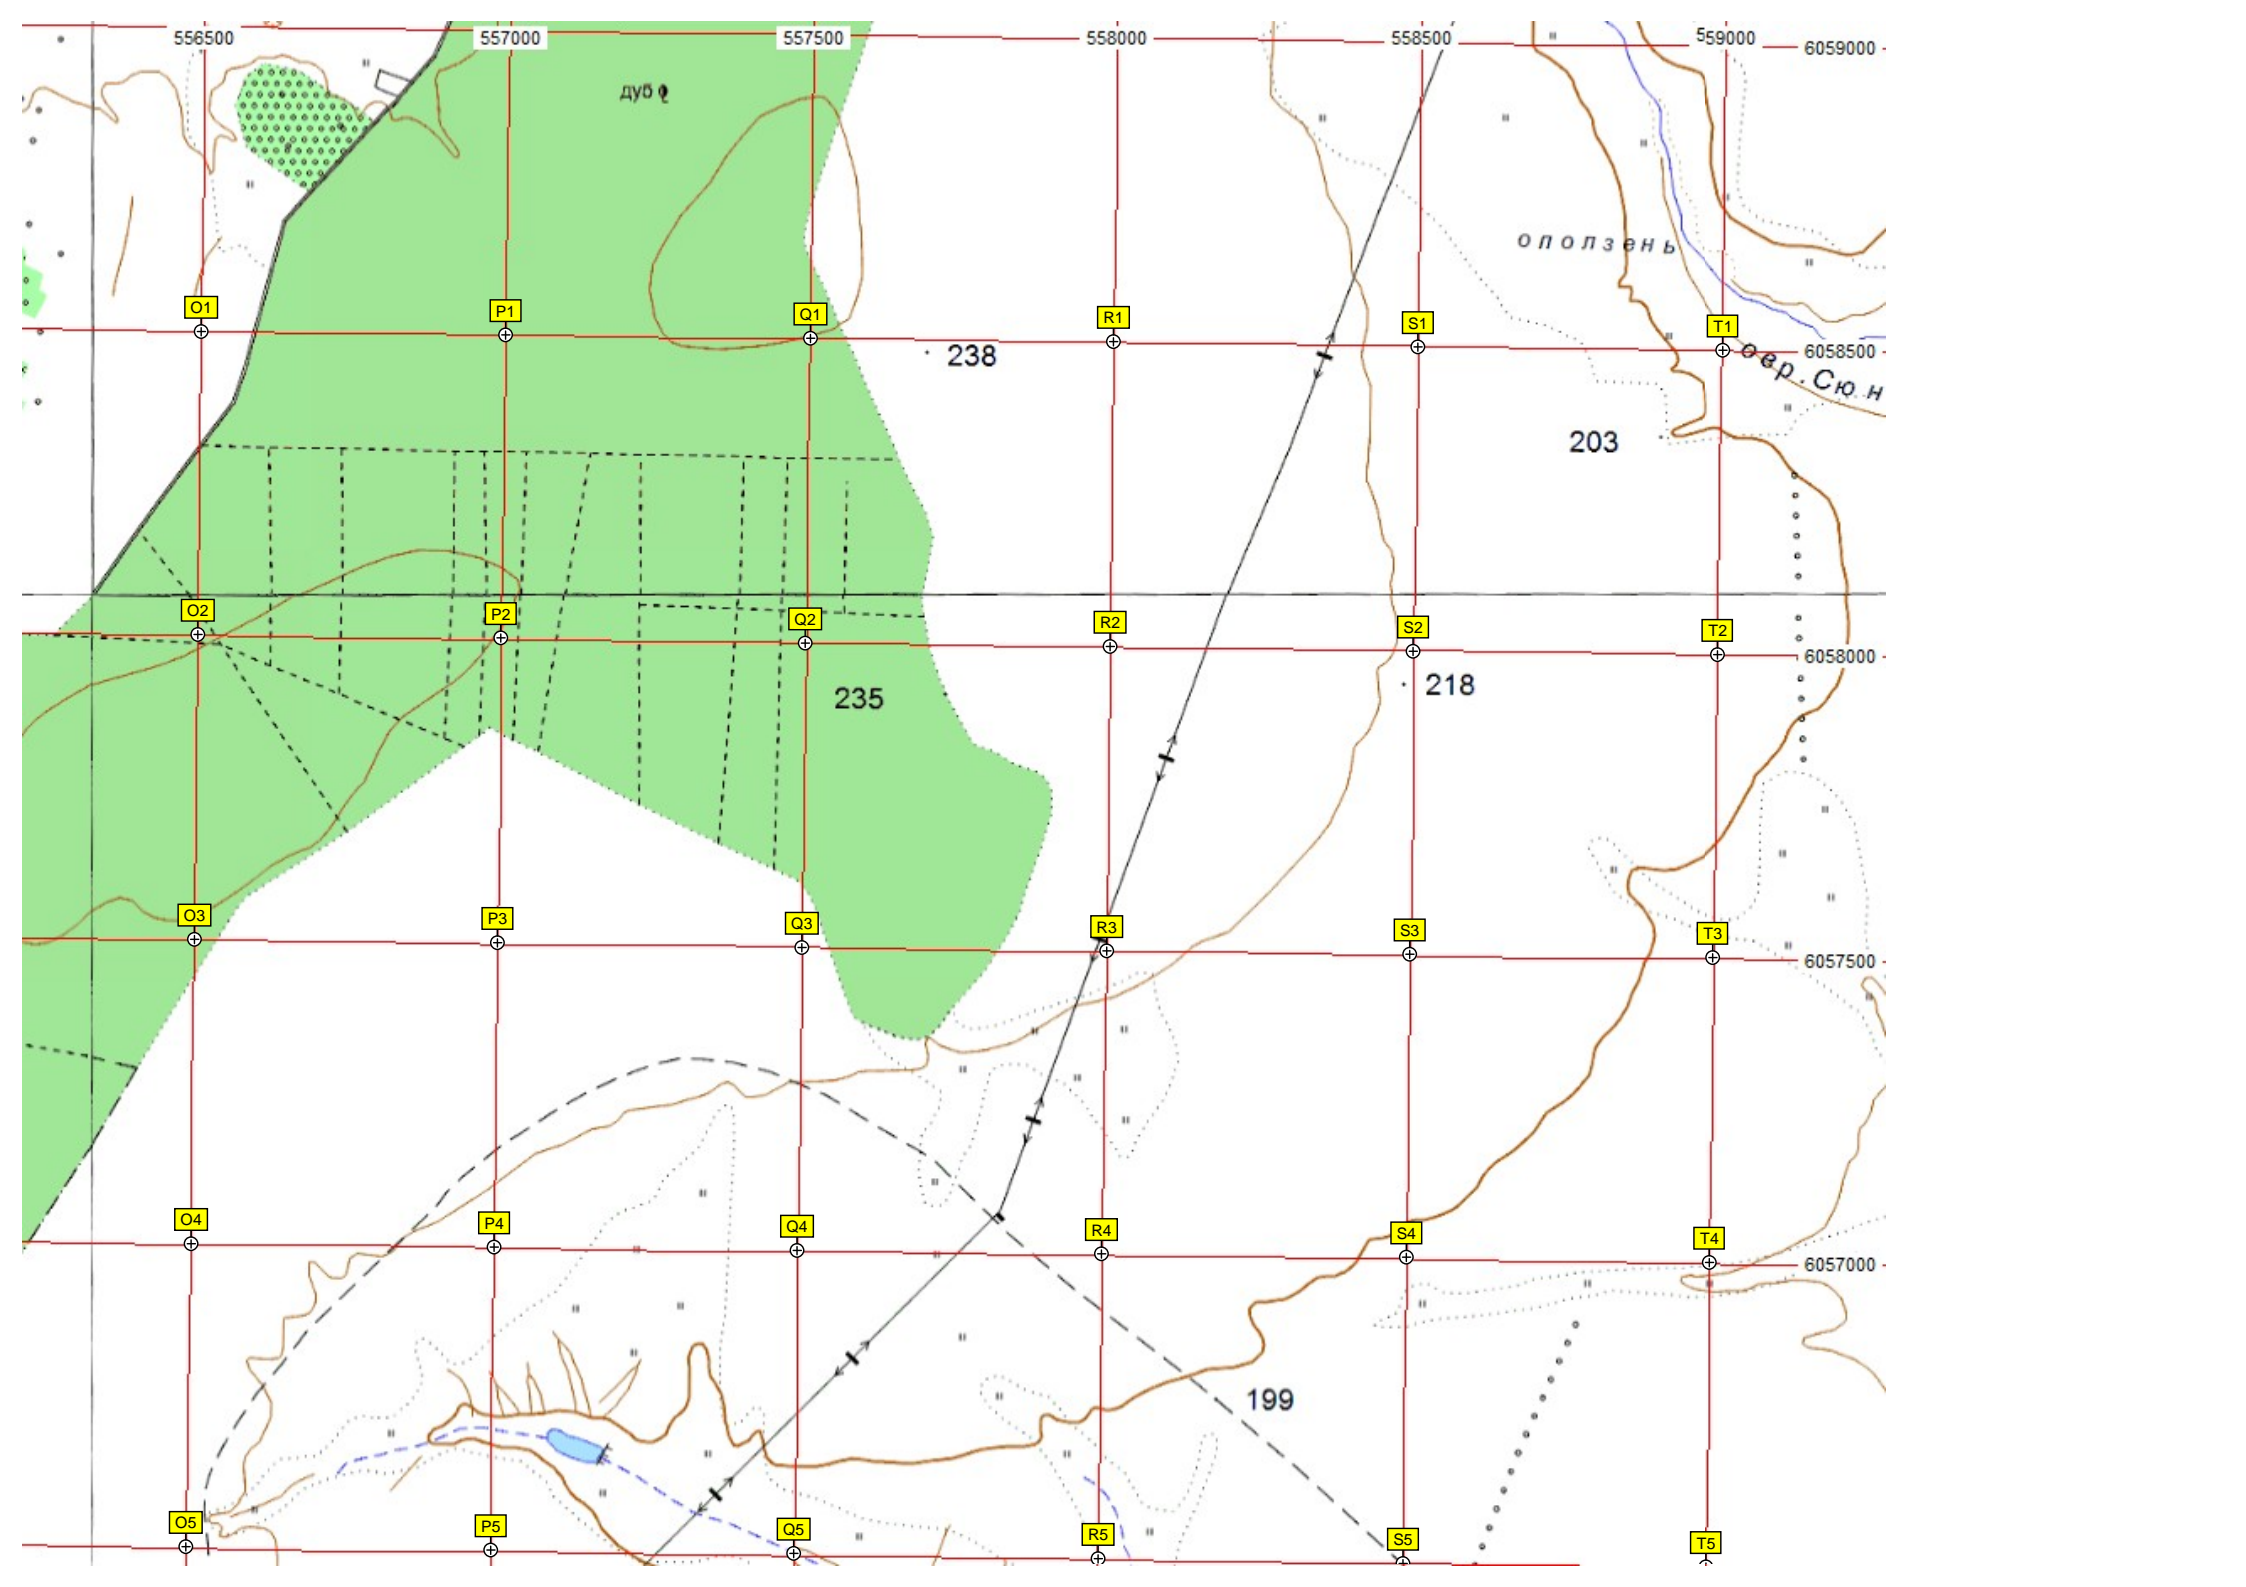 556500 557000 557500 558000 558500 559000 6059000
дуб
оползень
O1 P1 Q1 R1 S1 T1
238 6058500
овр. Сюн
203
O2 P2 Q2 R2 S2 T2
6058000
235 218
O3 P3 Q3 R3 S3 T3
6057500
O4 P4 Q4 R4 S4 T4
6057000
199
O5 P5 Q5 R5 S5 T5